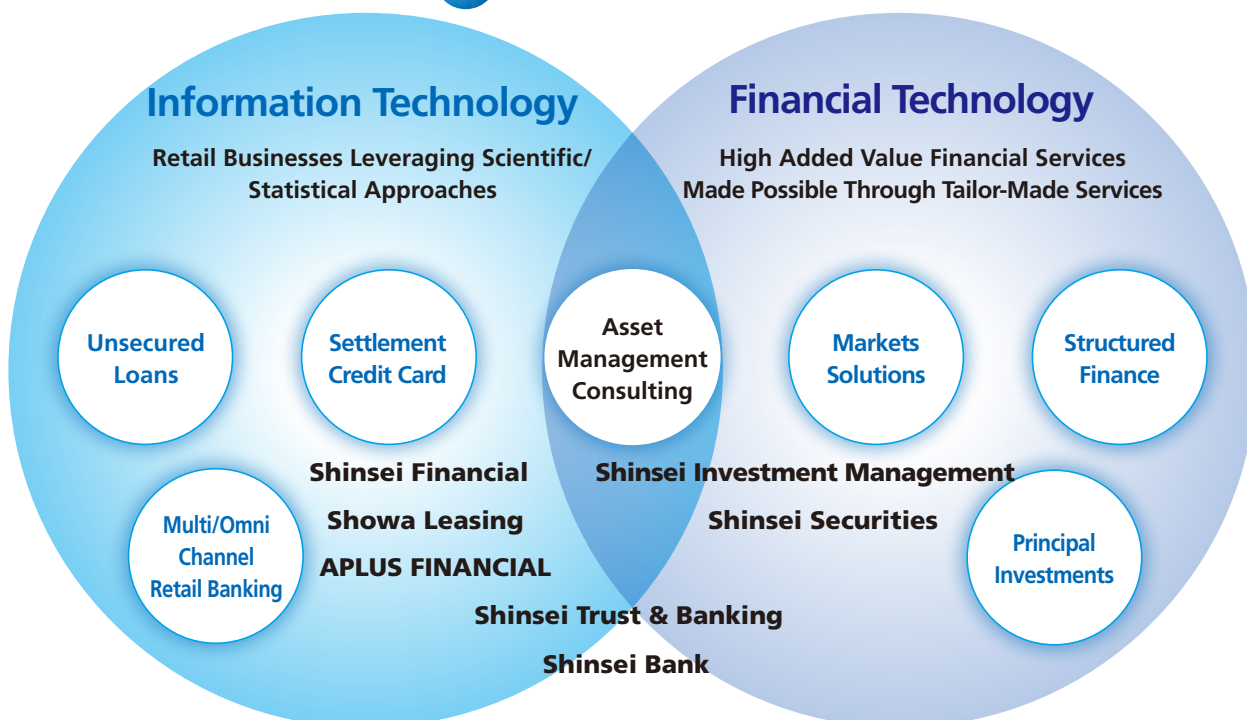 Information Technology
Retail Businesses Leveraging Scientific/
Statistical Approaches
Financial Technology
High Added Value Financial Services
Made Possible Through Tailor-Made Services
Unsecured
Loans
Settlement
Credit Card
Asset
Management
Consulting
Markets
Solutions
Structured
Finance
Multi/Omni
Channel
Retail Banking
Shinsei Financial
Showa Leasing
APLUS FINANCIAL
Shinsei Investment Management
Shinsei Securities
Principal
Investments
Shinsei Trust & Banking
Shinsei Bank